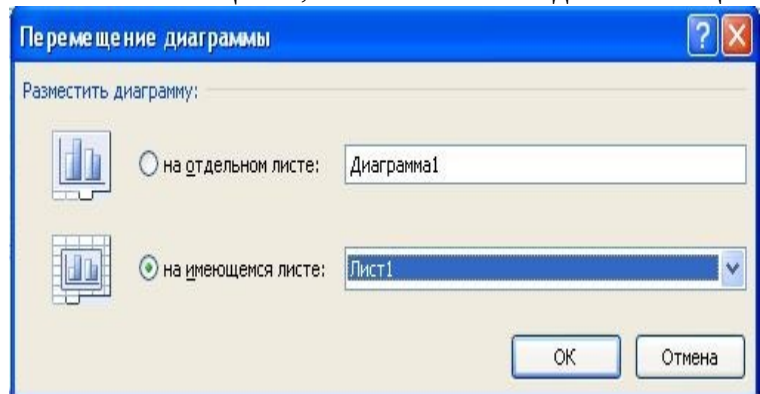 Перемещение диаграммы
Разместить диаграмму:
на отдельном листе: Диаграмма1
на имеющемся листе: Лист1
ОК Отмена